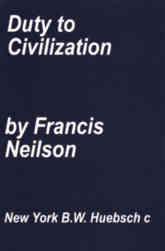 Duty to
Civilization
by Francis
Neilson
New York B.W. Huebsch c